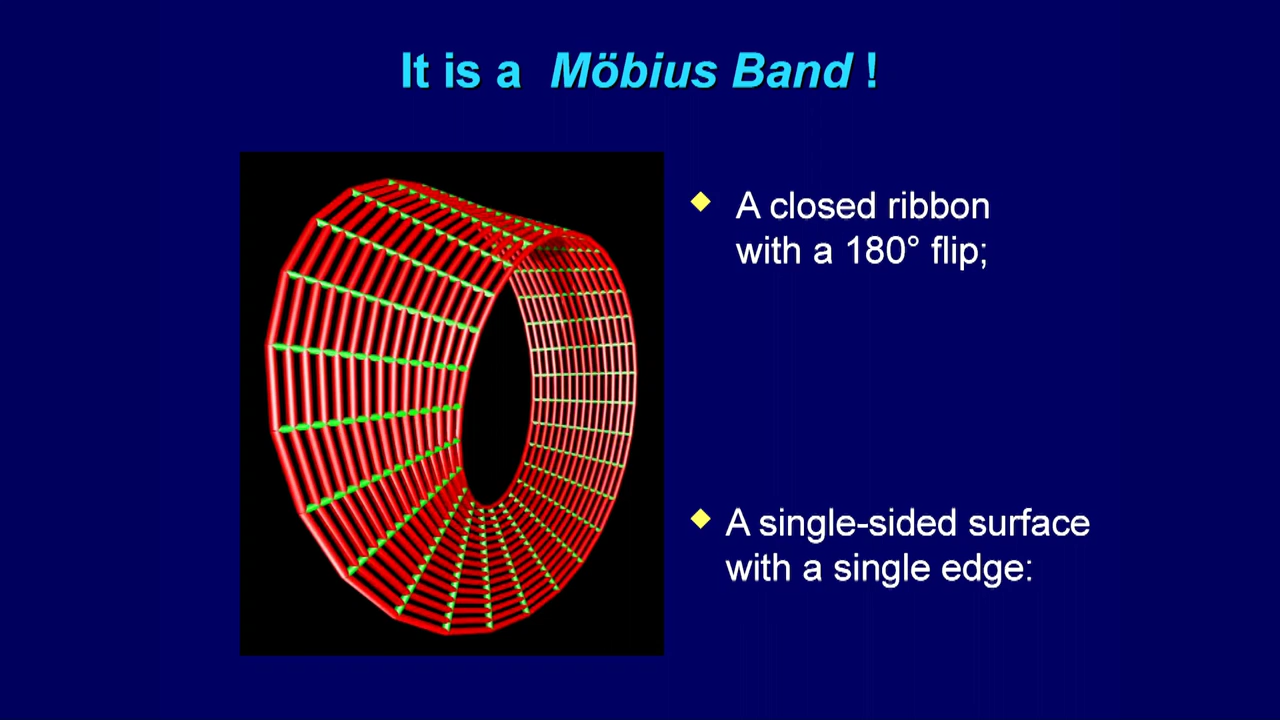 It is a Möbius Band !
A closed ribbon
with a 180° flip;
A single-sided surface
with a single edge: